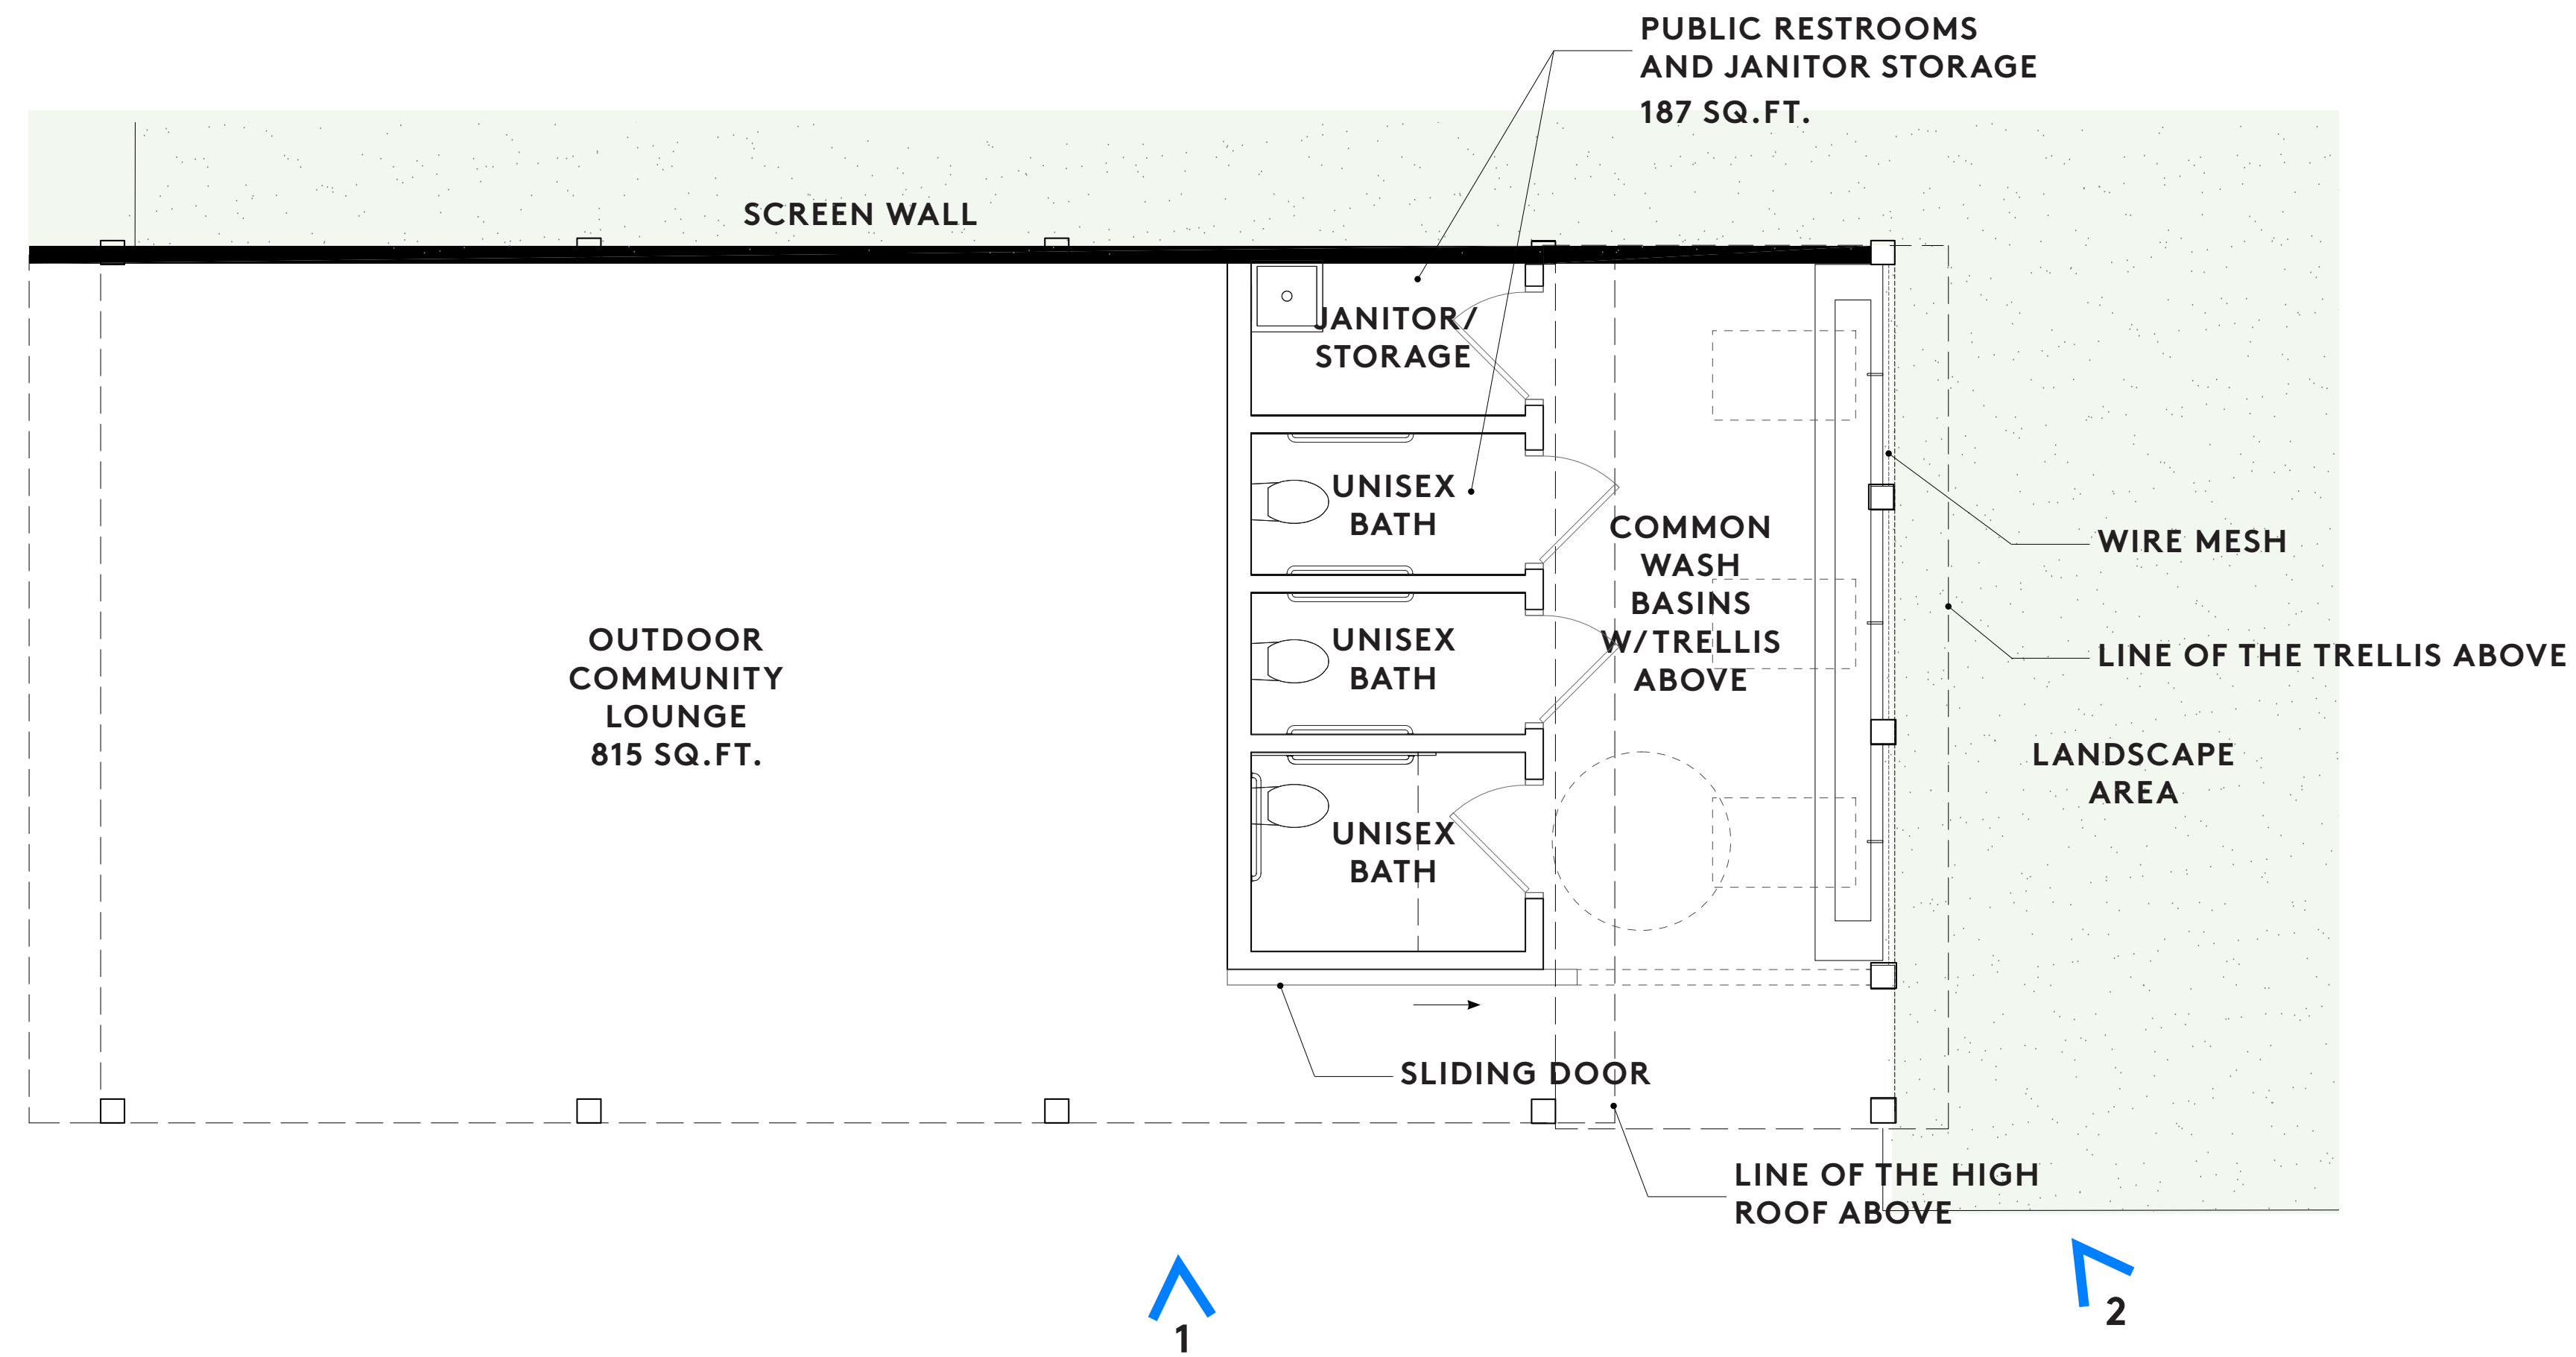 PUBLIC RESTROOMS
AND JANITOR STORAGE
187 SQ.FT.
SCREEN WALL
JANITOR/
STORAGE
UNISEX
BATH
COMMON
WASH
BASINS
W/TRELLIS
ABOVE
WIRE MESH
OUTDOOR
COMMUNITY
LOUNGE
815 SQ.FT.
UNISEX
BATH
LINE OF THE TRELLIS ABOVE
LANDSCAPE
AREA
UNISEX
BATH
SLIDING DOOR
LINE OF THE HIGH
ROOF ABOVE
1
2